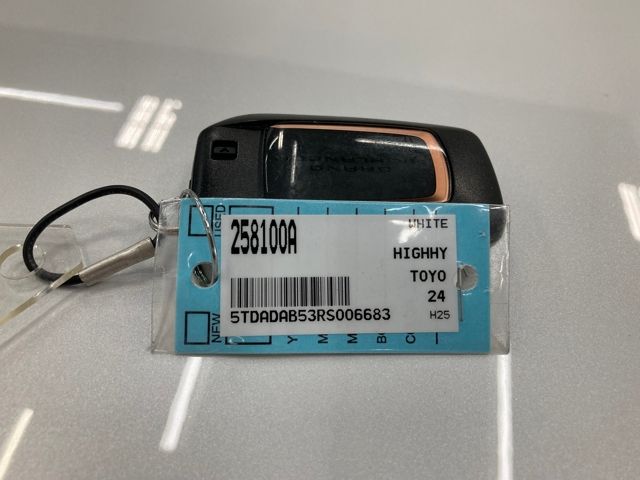 USED
258100A
WHITE
HIGHHY
TOYO
24
5TDADAB53RS006683
H25
NEW
Y
M
M